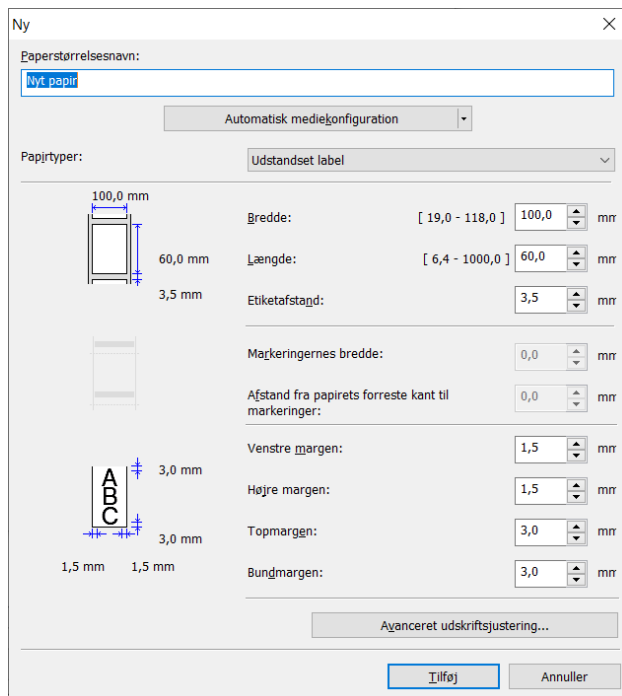 Ny
Paperstørrelsesnavn:
Nyt papir
Automatisk mediekonfiguration
Papirtyper:
Udstandset label
100,0 mm
60,0 mm
3,5 mm
Bredde: [ 19,0 - 118,0 ] 100,0 mm
Længde: [ 6,4 - 1000,0 ] 60,0 mm
Etiketafstand: 3,5 mm
Markeringernes bredde: 0,0 mm
Afstand fra papirets forreste kant til
markeringer: 0,0 mm
A
B
C
3,0 mm
3,0 mm
1,5 mm 1,5 mm
Venstre margen: 1,5 mm
Højre margen: 1,5 mm
Topmargen: 3,0 mm
Bundmargen: 3,0 mm
Avanceret udskriftsjustering...
Tilføj Annuller